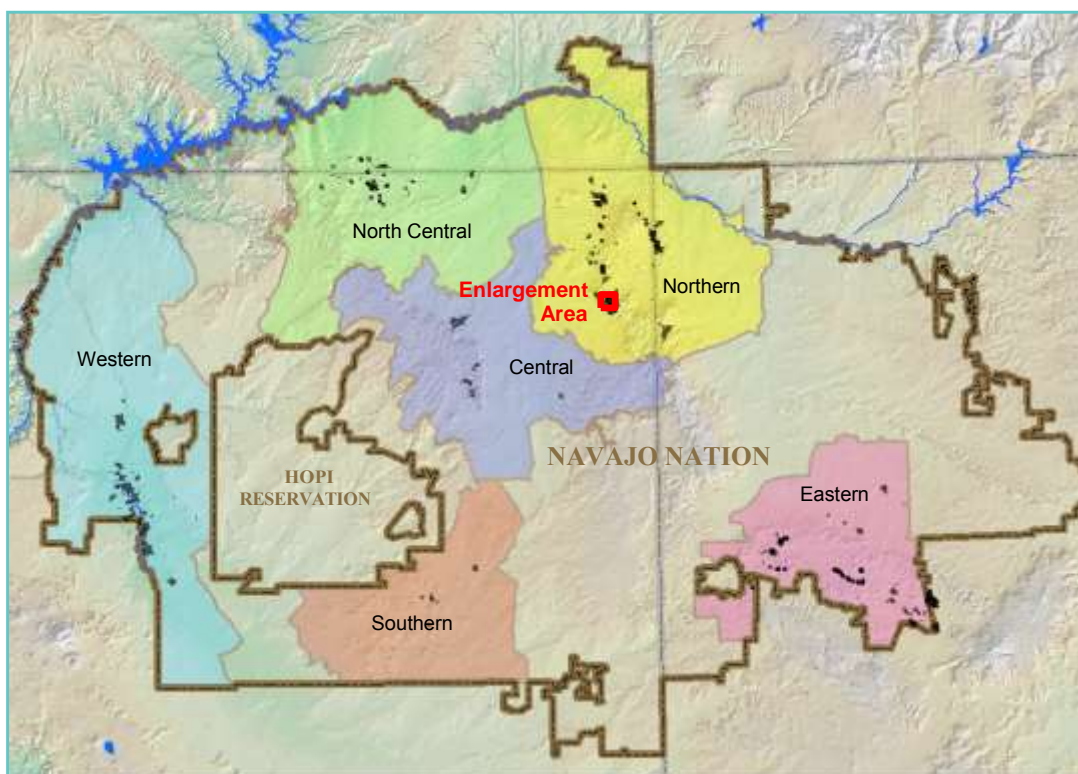 North Central
Enlargement
Area
Northern
Western
Central
NAVAJO NATION
HOPI
RESERVATION
Eastern
Southern